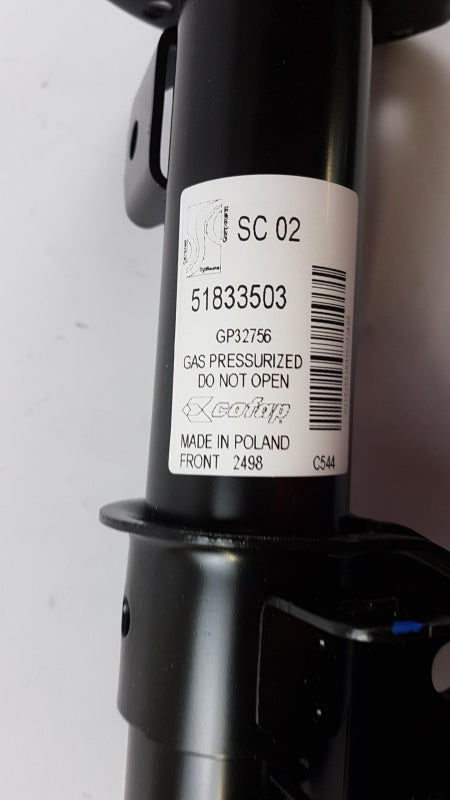 SC 02
51833503
GP32756
GAS PRESSURIZED
DO NOT OPEN
cofap
MADE IN POLAND
FRONT 2498 C544